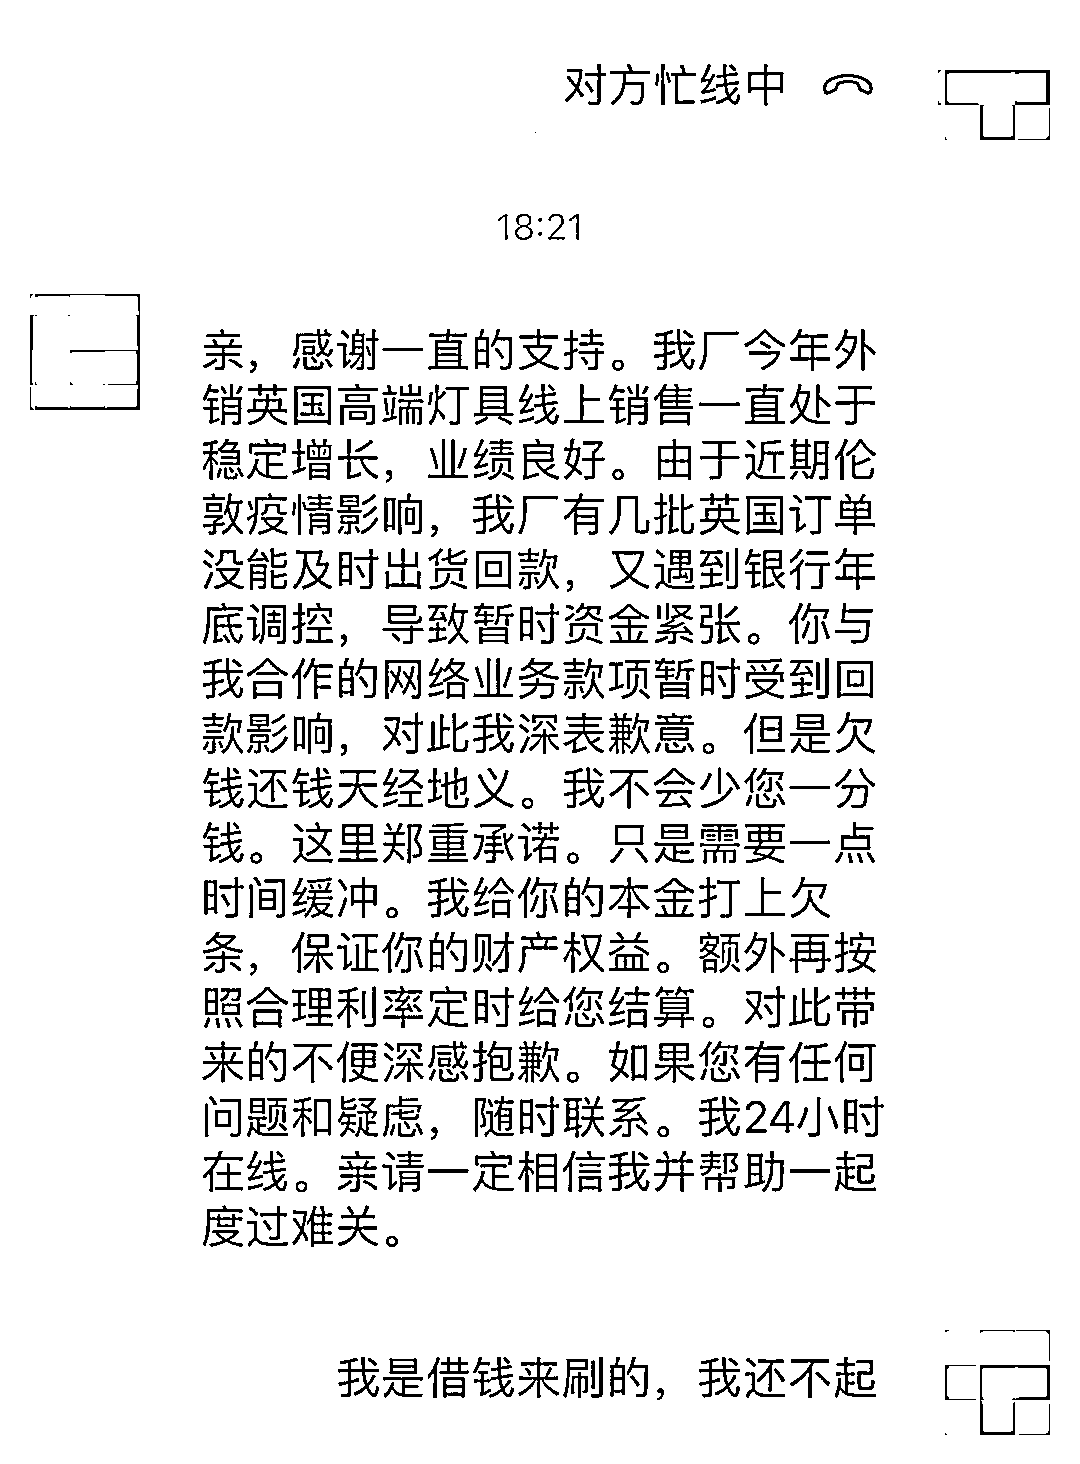 对方忙线中
18:21
亲，感谢一直的支持。我厂今年外
销英国高端灯具线上销售一直处于
稳定增长，业绩良好。由于近期伦
敦疫情影响，我厂有几批英国订单
没能及时出货回款，又遇到银行年
底调控，导致暂时资金紧张。你与
我合作的网络业务款项暂时受到回
款影响，对此我深表歉意。但是欠
钱还钱天经地义。我不会少您一分
钱。这里郑重承诺。只是需要一点
时间缓冲。我给你的本金打上欠
条，保证你的财产权益。额外再按
照合理利率定时给您结算。对此带
来的不便深感抱歉。如果您有任何
问题和疑虑，随时联系。我24小时
在线。亲请一定相信我并帮助一起
度过难关。
我是借钱来刷的，我还不起